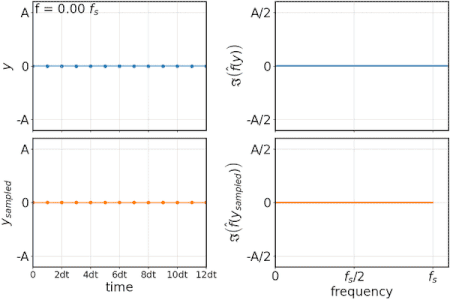 f = 0.00 fₛ
A
0
-A
y
A/2
0
-A/2
ℑ(f̂(y))
A
0
-A
y_sampled
0 2dt 4dt 6dt 8dt 10dt 12dt
time
A/2
0
-A/2
ℑ(f̂(y_sampled))
0 fₛ/2 fₛ
frequency